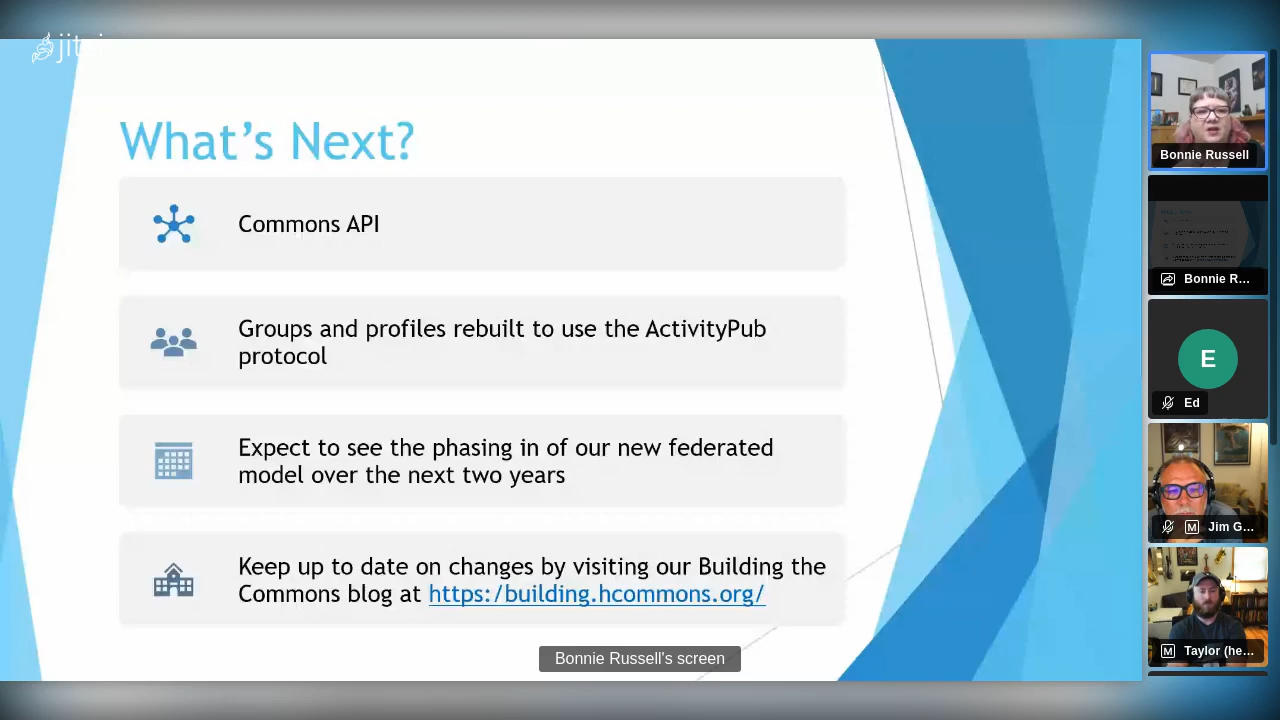 What's Next?
Commons API
Groups and profiles rebuilt to use the ActivityPub
protocol
Expect to see the phasing in of our new federated
model over the next two years
Keep up to date on changes by visiting our Building the
Commons blog at https:/building.hcommons.org/
Bonnie Russell's screen
Bonnie Russell
Bonnie R...
E
Ed
M
Jim G...
M
Taylor (he...